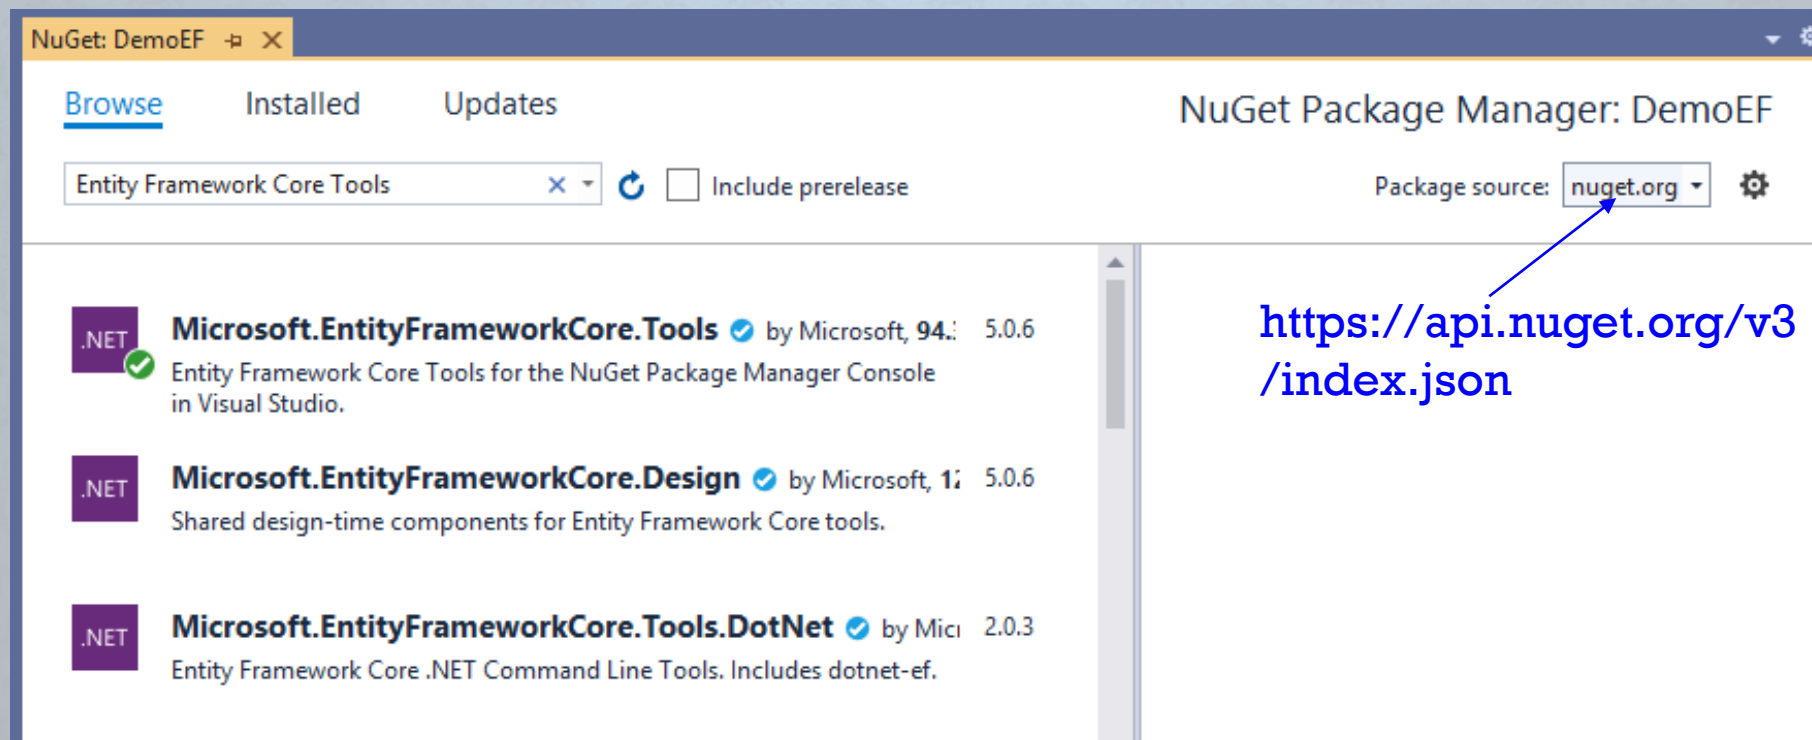 NuGet: DemoEF
Browse Installed Updates
NuGet Package Manager: DemoEF
Entity Framework Core Tools
Include prerelease
Package source: nuget.org
.NET
Microsoft.EntityFrameworkCore.Tools by Microsoft, 94. 5.0.6
Entity Framework Core Tools for the NuGet Package Manager Console
in Visual Studio.
https://api.nuget.org/v3
/index.json
.NET
Microsoft.EntityFrameworkCore.Design by Microsoft, 5.0.6
Shared design-time components for Entity Framework Core tools.
.NET
Microsoft.EntityFrameworkCore.Tools.DotNet by 2.0.3
Entity Framework Core .NET Command Line Tools. Includes dotnet-ef.